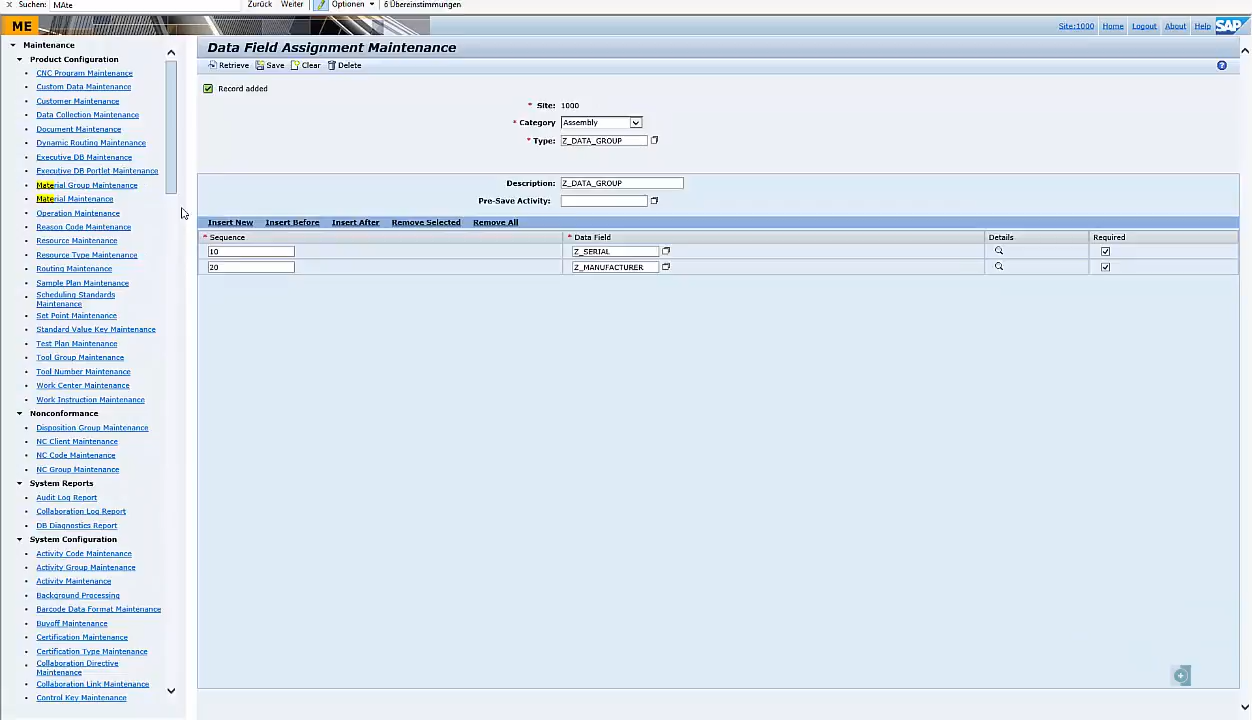 Suchen: MAte Zurück Weiter Optionen 6 Übereinstimmungen
ME Site:1000 Home Logout About Help SAP
Maintenance
Product Configuration
CNC Program Maintenance
Custom Data Maintenance
Customer Maintenance
Data Collection Maintenance
Document Maintenance
Dynamic Routing Maintenance
Executive DB Maintenance
Executive DB Portlet Maintenance
Material Group Maintenance
Material Maintenance
Operation Maintenance
Reason Code Maintenance
Resource Maintenance
Resource Type Maintenance
Routing Maintenance
Sample Plan Maintenance
Scheduling Standards
Maintenance
Set Point Maintenance
Standard Value Key Maintenance
Test Plan Maintenance
Tool Group Maintenance
Tool Number Maintenance
Work Center Maintenance
Work Instruction Maintenance
Nonconformance
Disposition Group Maintenance
NC Client Maintenance
NC Code Maintenance
NC Group Maintenance
System Reports
Audit Log Report
Collaboration Log Report
DB Diagnostics Report
System Configuration
Activity Code Maintenance
Activity Group Maintenance
Activity Maintenance
Background Processing
Barcode Data Format Maintenance
Buyoff Maintenance
Certification Maintenance
Certification Type Maintenance
Collaboration Directive
Maintenance
Collaboration Link Maintenance
Control Key Maintenance
Data Field Assignment Maintenance
Retrieve Save Clear Delete
Record added
* Site: 1000
* Category Assembly
* Type: Z_DATA_GROUP
Description: Z_DATA_GROUP
Pre-Save Activity:
Insert New Insert Before Insert After Remove Selected Remove All
* Sequence * Data Field Details Required
10 Z_SERIAL
20 Z_MANUFACTURER